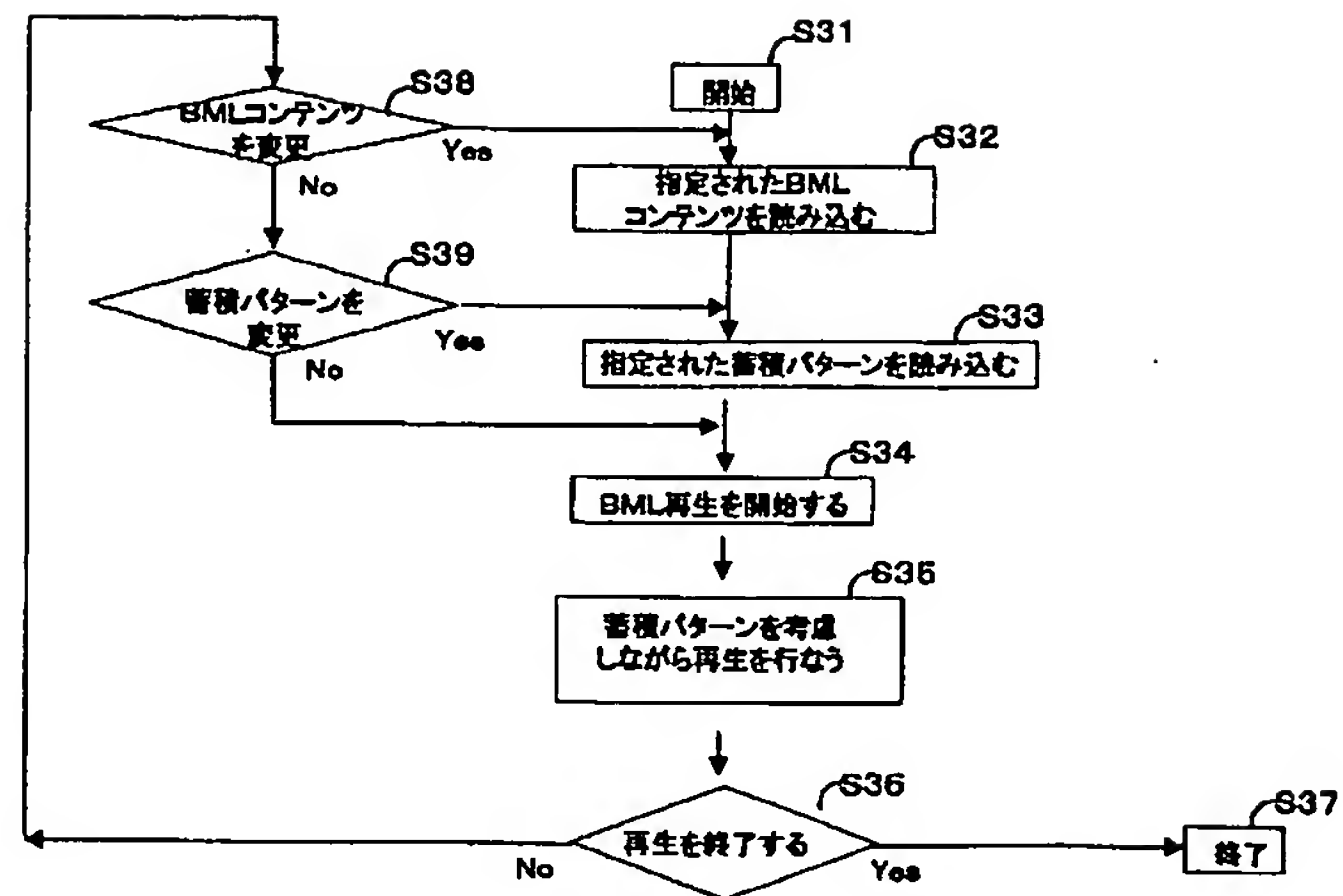 S31
開始
S38
BMLコンテンツ
を変更
Yes
No
S32
指定されたBML
コンテンツを読み込む
S39
蓄積パターンを
変更
Yes
No
S33
指定された蓄積パターンを読み込む
S34
BML再生を開始する
S35
蓄積パターンを考慮
しながら再生を行なう
S36
再生を終了する
No
Yes
S37
終了